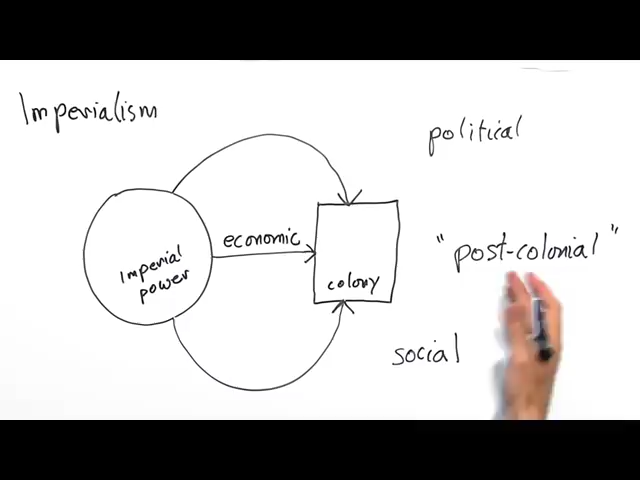 Imperialism
political
economic
"post-colonial"
Imperial
power
colony
social